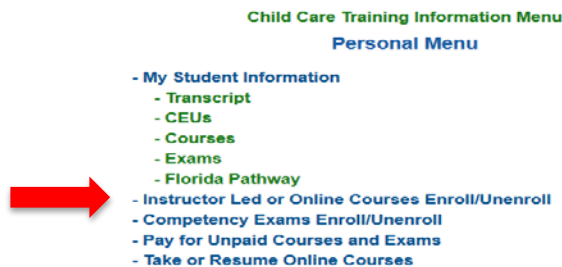 Child Care Training Information Menu
Personal Menu
- My Student Information
- Transcript
- CEUs
- Courses
- Exams
- Florida Pathway
- Instructor Led or Online Courses Enroll/Unenroll
- Competency Exams Enroll/Unenroll
- Pay for Unpaid Courses and Exams
- Take or Resume Online Courses